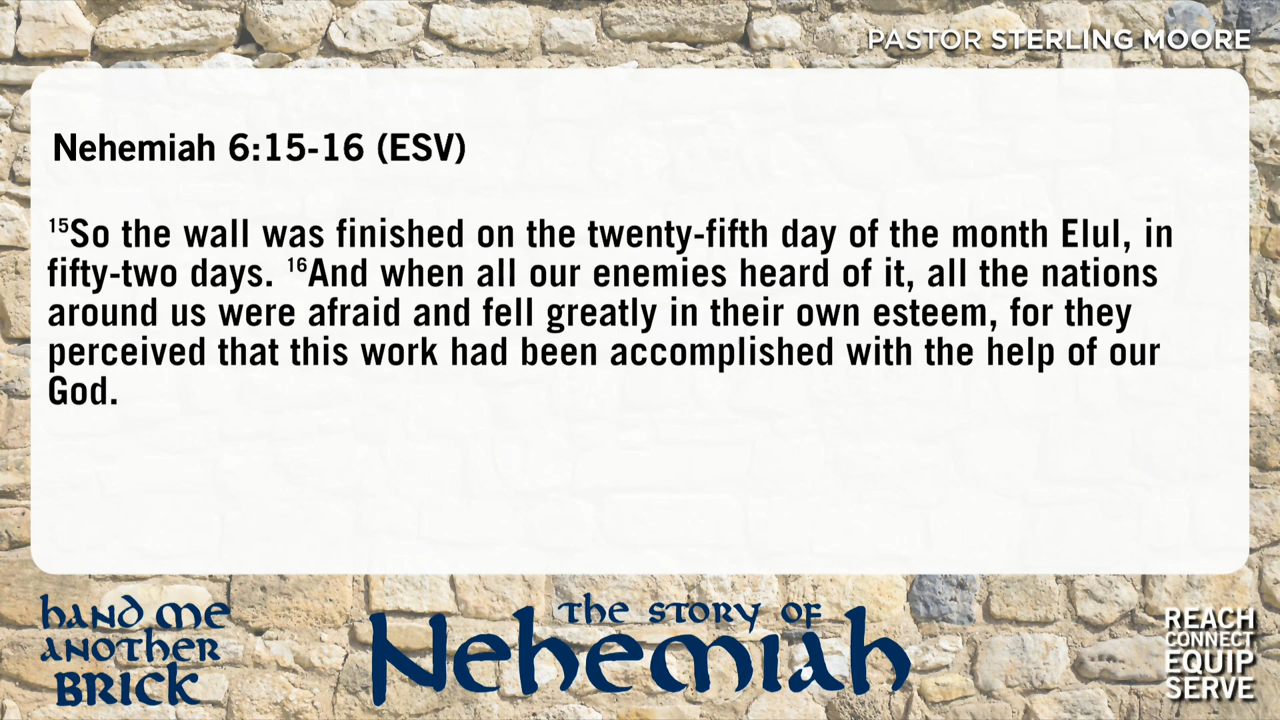 PASTOR STERLING MOORE
Nehemiah 6:15-16 (ESV)
15So the wall was finished on the twenty-fifth day of the month Elul, in
fifty-two days. 16And when all our enemies heard of it, all the nations
around us were afraid and fell greatly in their own esteem, for they
perceived that this work had been accomplished with the help of our
God.
hand me
another
BRICK
the story of
Nehemiah
REACH
CONNECT
EQUIP
SERVE